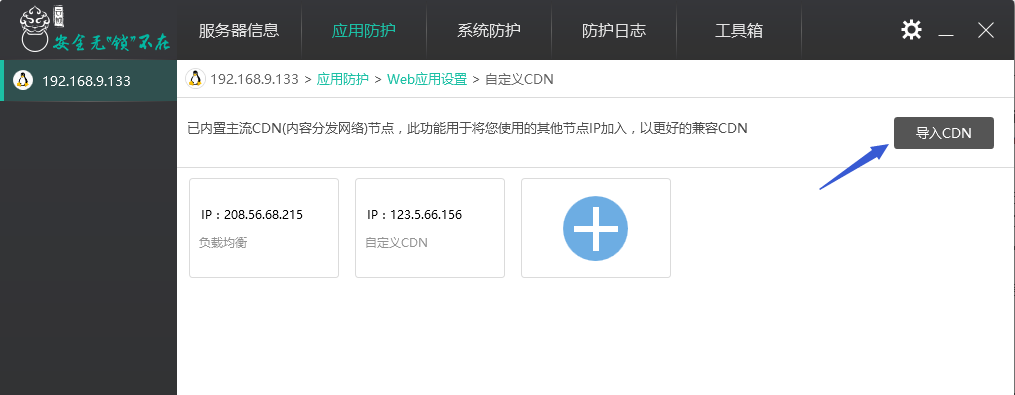 云锁
安全无“锁”不在
服务器信息
应用防护
系统防护
防护日志
工具箱
192.168.9.133
192.168.9.133 > 应用防护 > Web应用设置 > 自定义CDN
已内置主流CDN(内容分发网络)节点，此功能用于将您使用的其他节点IP加入，以更好的兼容CDN
导入CDN
IP：208.56.68.215
负载均衡
IP：123.5.66.156
自定义CDN